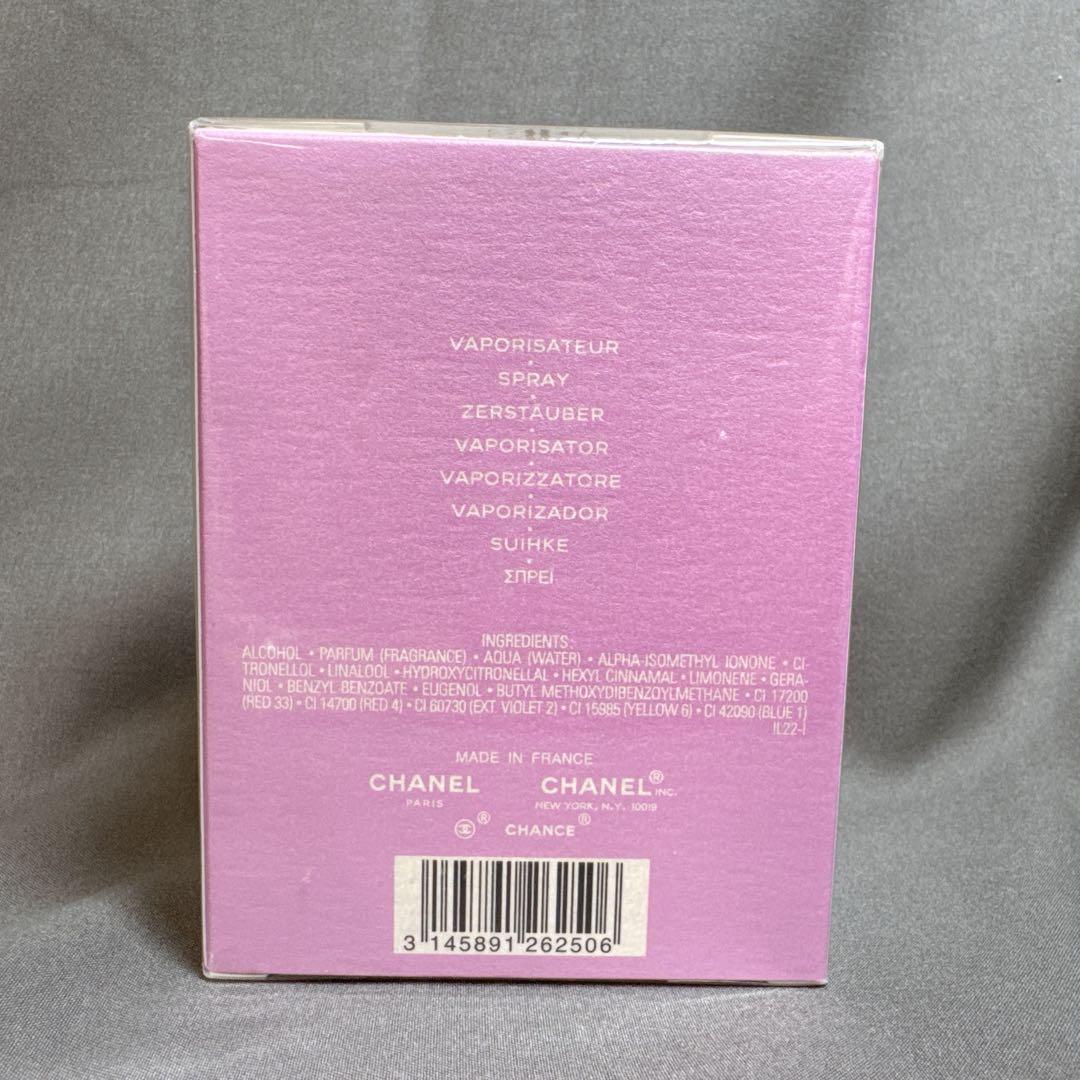 VAPORISATEUR
SPRAY
ZERSTÄUBER
VAPORISATOR
VAPORIZZATORE
VAPORIZADOR
SUIHKE
ΣΠΡΕΪ
INGREDIENTS:
ALCOHOL • PARFUM (FRAGRANCE) • AQUA (WATER) • ALPHA-ISOMETHYL IONONE • CI-
TRONELLOL • LINALOOL • HYDROXYCITRONELLAL • HEXYL CINNAMAL • LIMONENE • GERA-
NIOL • BENZYL BENZOATE • EUGENOL • BUTYL METHOXYDIBENZOYLMETHANE • CI 17200
(RED 33) • CI 14700 (RED 4) • CI 60730 (EXT. VIOLET 2) • CI 15985 (YELLOW 6) • CI 42090 (BLUE 1)
IL22-I
MADE IN FRANCE
CHANEL CHANEL® INC.
PARIS NEW YORK, N.Y. 10019
® CHANCE®
3 145891 262506